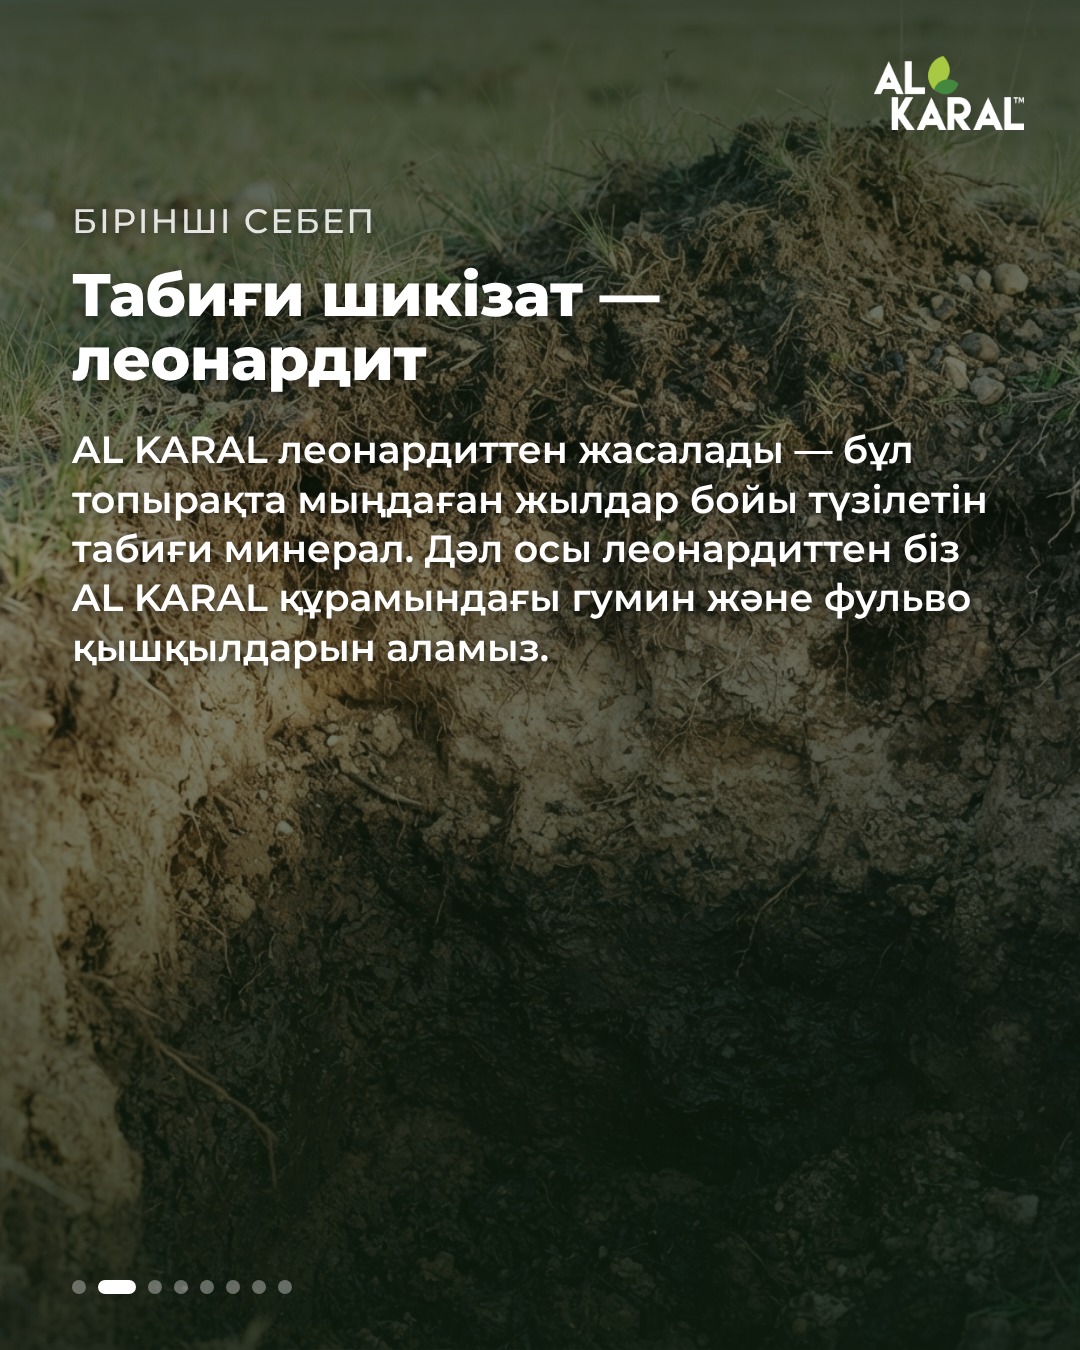 AL
KARAL™
БІРІНШІ СЕБЕП
Табиғи шикізат —
леонардит
AL KARAL леонардиттен жасалады — бұл
топырақта мыңдаған жылдар бойы түзілетін
табиғи минерал. Дәл осы леонардиттен біз
AL KARAL құрамындағы гумин және фульво
қышқылдарын аламыз.